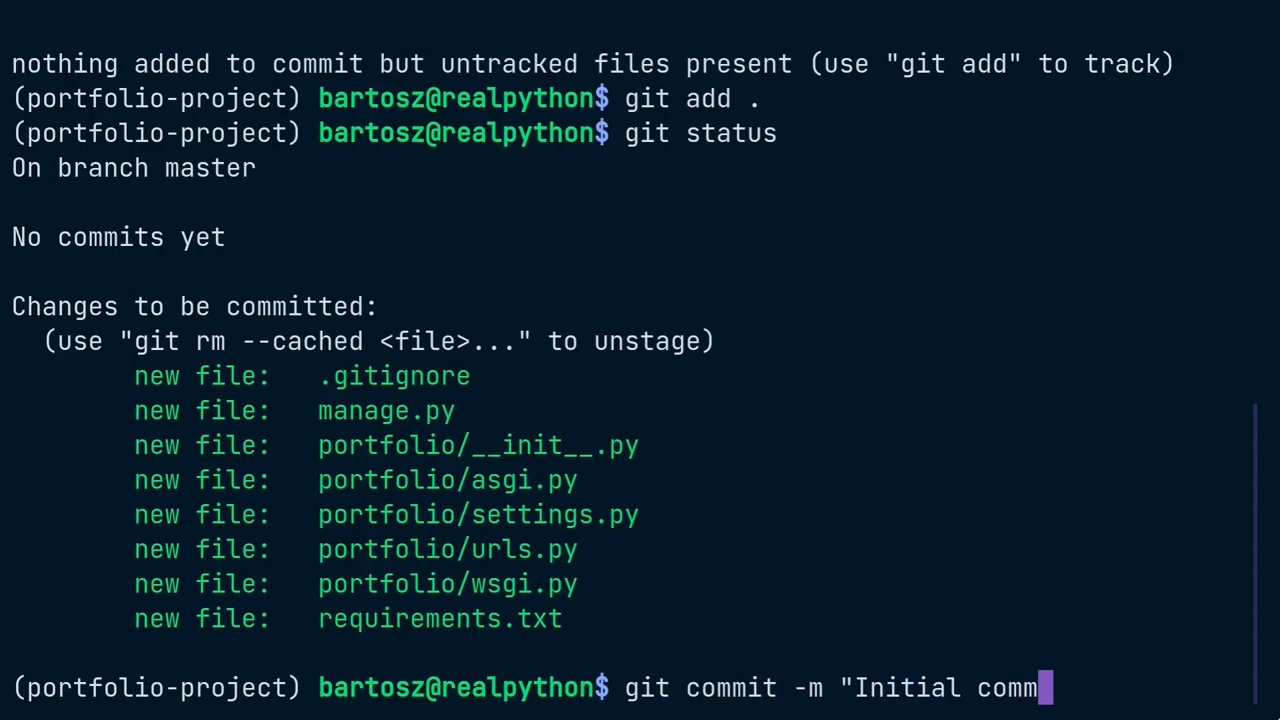 nothing added to commit but untracked files present (use "git add" to track)
(portfolio-project) bartosz@realpython$ git add .
(portfolio-project) bartosz@realpython$ git status
On branch master
No commits yet
Changes to be committed:
(use "git rm --cached <file>..." to unstage)
new file: .gitignore
new file: manage.py
new file: portfolio/__init__.py
new file: portfolio/asgi.py
new file: portfolio/settings.py
new file: portfolio/urls.py
new file: portfolio/wsgi.py
new file: requirements.txt
(portfolio-project) bartosz@realpython$ git commit -m "Initial comm